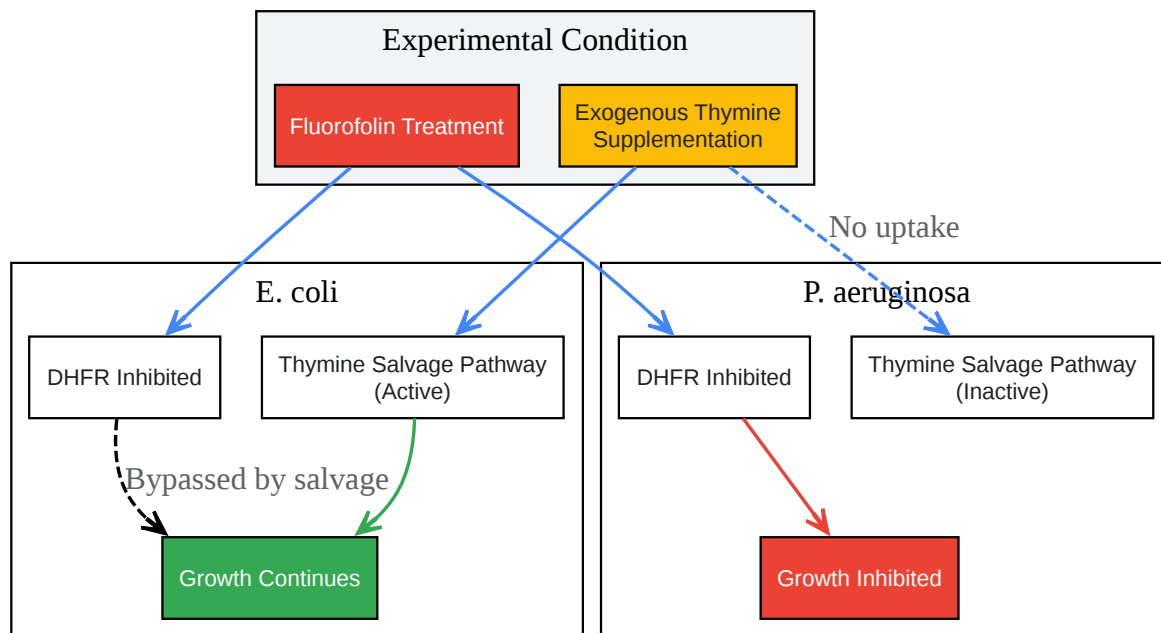 Experimental Condition
Fluorofolin Treatment
Exogenous Thymine
Supplementation
No uptake
E. coli
DHFR Inhibited
Thymine Salvage Pathway
(Active)
Bypassed by salvage
Growth Continues
P. aeruginosa
DHFR Inhibited
Thymine Salvage Pathway
(Inactive)
Growth Inhibited